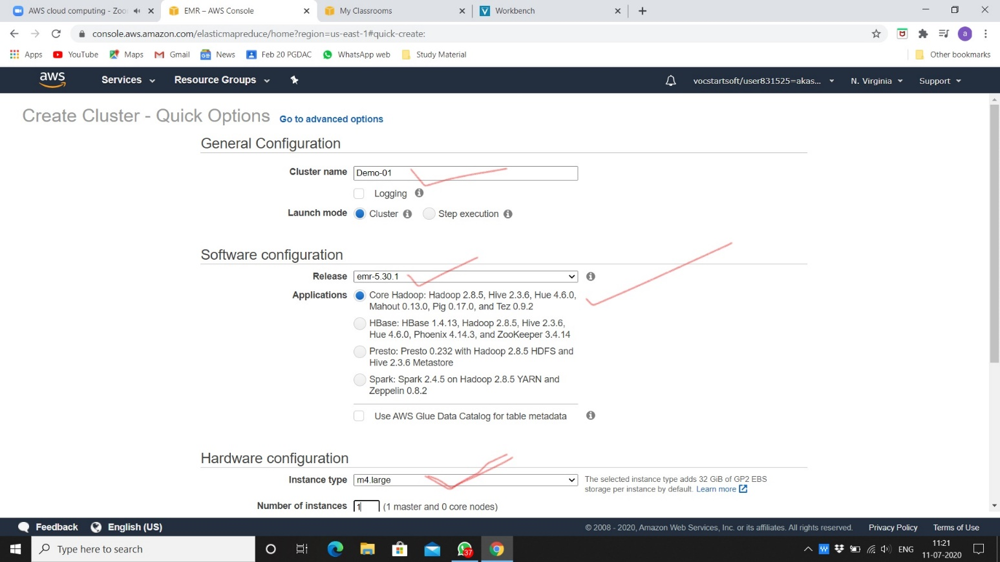 AWS cloud computing - Zoo
EMR – AWS Console
My Classrooms
Workbench
console.aws.amazon.com/elasticmapreduce/home?region=us-east-1#quick-create:
a
Apps
YouTube
Maps
Gmail
News
Feb 20 PGDAC
WhatsApp web
Study Material
Other bookmarks
aws
Services
Resource Groups
vocstartsoft/user831525=akas...
N. Virginia
Support
Create Cluster - Quick Options
Go to advanced options
General Configuration
Cluster name
Demo-01
Logging
Launch mode
Cluster
Step execution
Software configuration
Release
emr-5.30.1
Applications
Core Hadoop: Hadoop 2.8.5, Hive 2.3.6, Hue 4.6.0,
Mahout 0.13.0, Pig 0.17.0, and Tez 0.9.2
HBase: HBase 1.4.13, Hadoop 2.8.5, Hive 2.3.6,
Hue 4.6.0, Phoenix 4.14.3, and ZooKeeper 3.4.14
Presto: Presto 0.232 with Hadoop 2.8.5 HDFS and
Hive 2.3.6 Metastore
Spark: Spark 2.4.5 on Hadoop 2.8.5 YARN and
Zeppelin 0.8.2
Use AWS Glue Data Catalog for table metadata
Hardware configuration
Instance type
m4.large
The selected instance type adds 32 GiB of GP2 EBS
storage per instance by default. Learn more
Number of instances
1
(1 master and 0 core nodes)
Feedback
English (US)
© 2008 - 2020, Amazon Web Services, Inc. or its affiliates. All rights reserved.
Privacy Policy
Terms of Use
Type here to search
37
W
ENG
11:21
11-07-2020